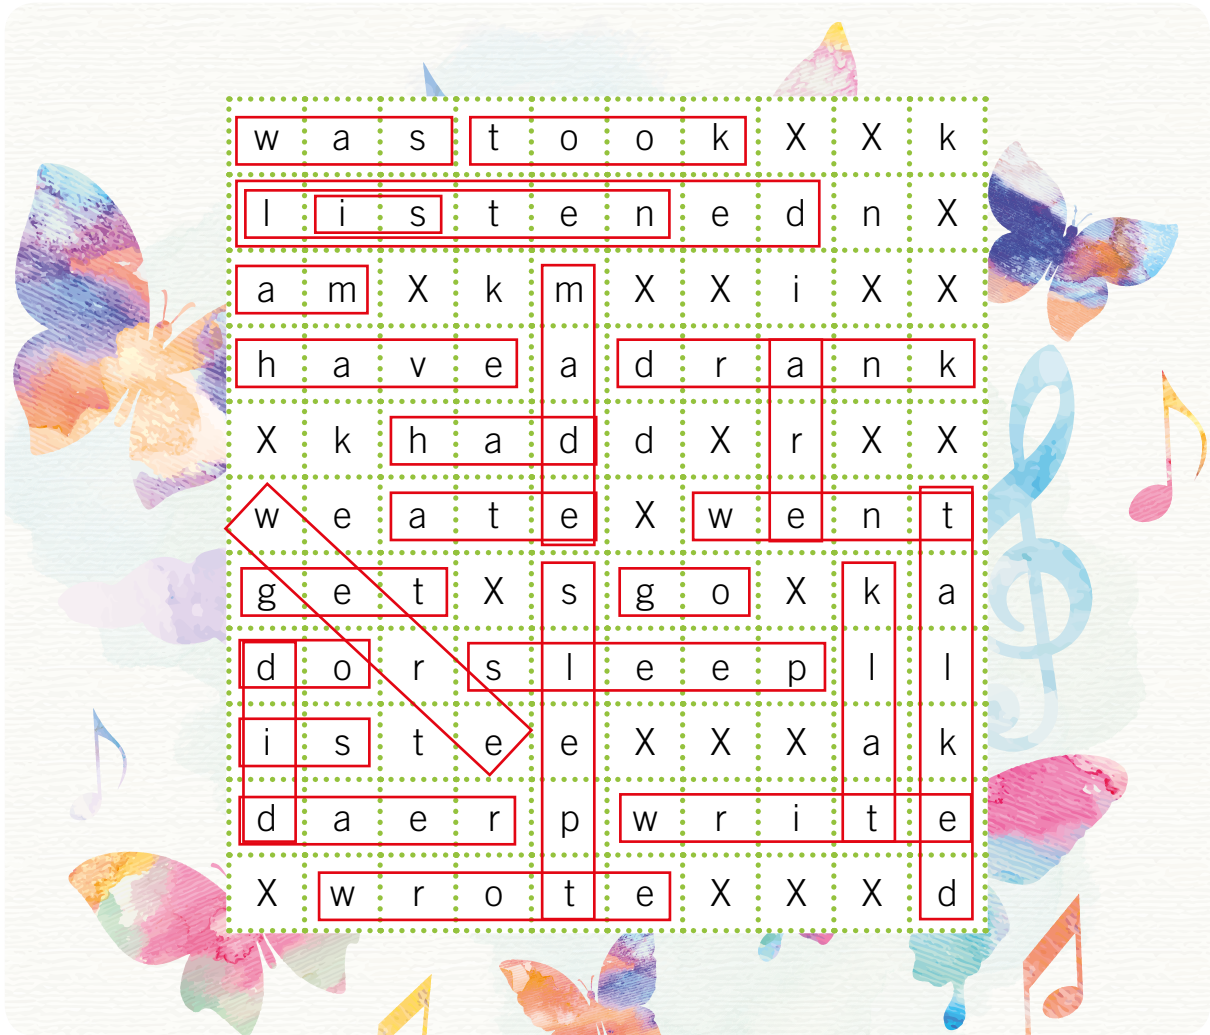 w a s t o o k X X k
l i s t e n e d n X
a m X k m X X i X X
h a v e a d r a n k
X k h a d d X r X X
w e a t e X w e n t
g e t X s g o X k a
d o r s l e e p l l
i s t e e X X X a k
d a e r p w r i t e
X w r o t e X X X d